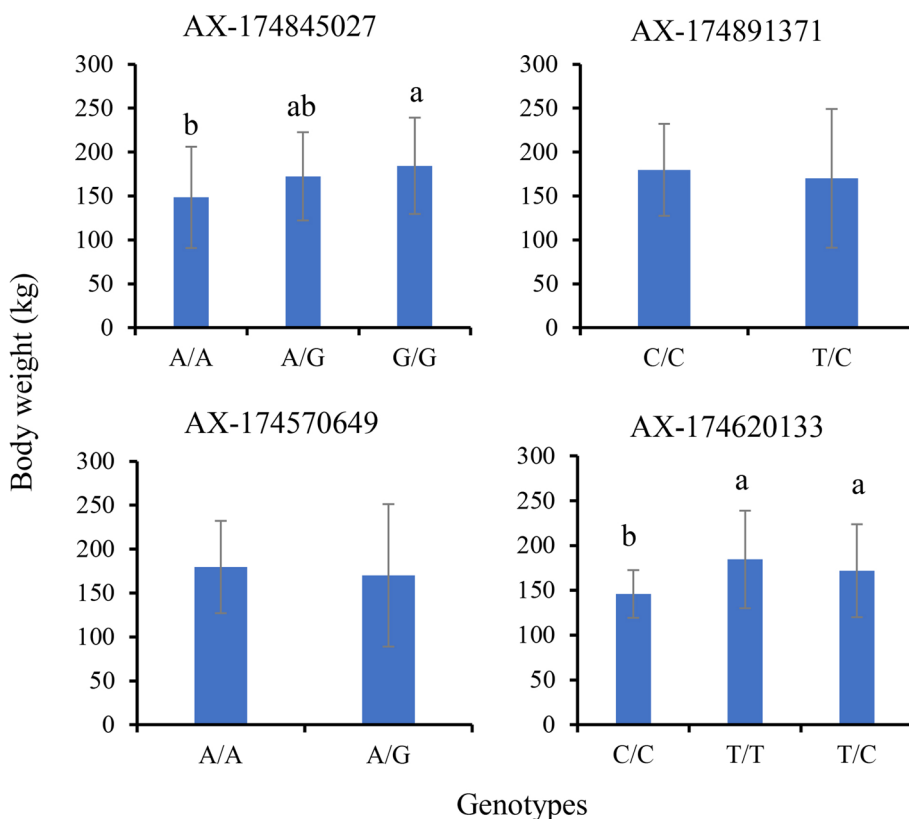 AX-174845027
300
250
200
150
100
50
0
b
ab
a
A/A A/G G/G
AX-174891371
300
250
200
150
100
50
0
C/C T/C
Body weight (kg)
AX-174570649
300
250
200
150
100
50
0
A/A A/G
AX-174620133
300
250
200
150
100
50
0
b
a
a
C/C T/T T/C
Genotypes